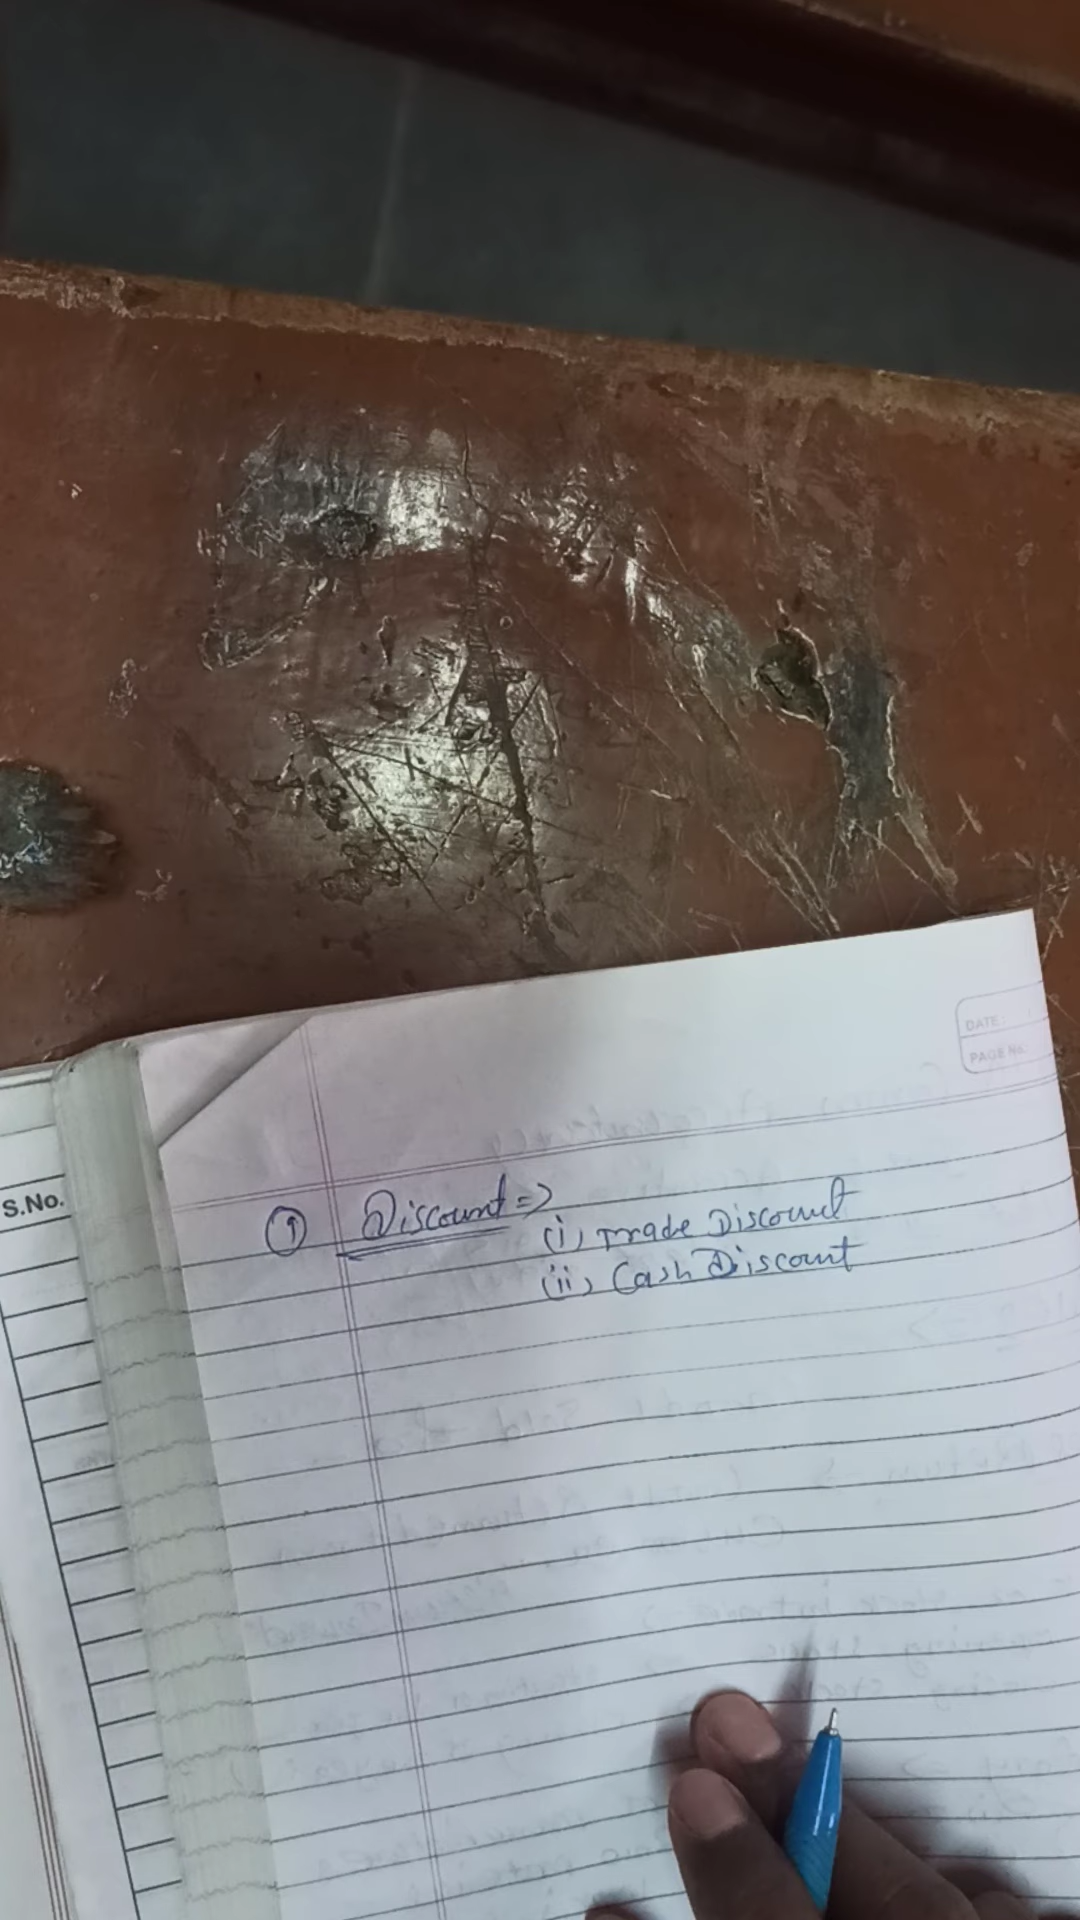 DATE:
PAGE No.
S.No.
① Discount =>
(i) Trade Discount
(ii) Cash Discount